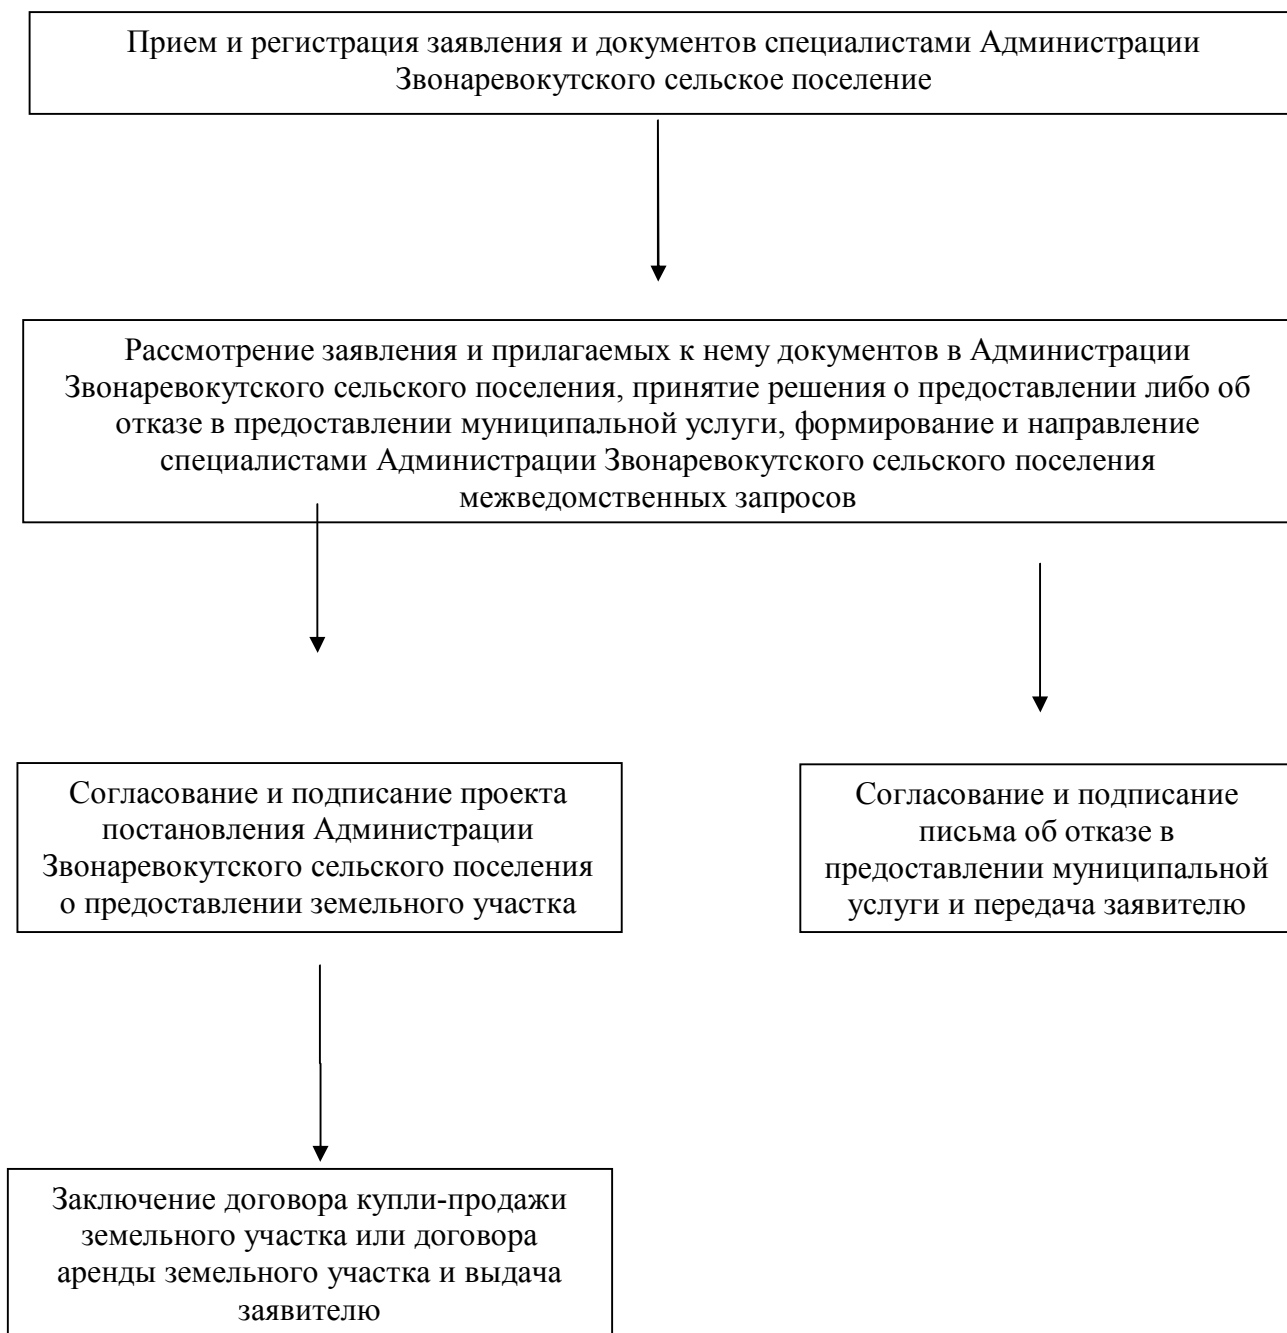 Прием и регистрация заявления и документов специалистами Администрации
Звонаревокутского сельское поселение
Рассмотрение заявления и прилагаемых к нему документов в Администрации
Звонаревокутского сельского поселения, принятие решения о предоставлении либо об
отказе в предоставлении муниципальной услуги, формирование и направление
специалистами Администрации Звонаревокутского сельского поселения
межведомственных запросов
Согласование и подписание проекта
постановления Администрации
Звонаревокутского сельского поселения
о предоставлении земельного участка
Согласование и подписание
письма об отказе в
предоставлении муниципальной
услуги и передача заявителю
Заключение договора купли-продажи
земельного участка или договора
аренды земельного участка и выдача
заявителю